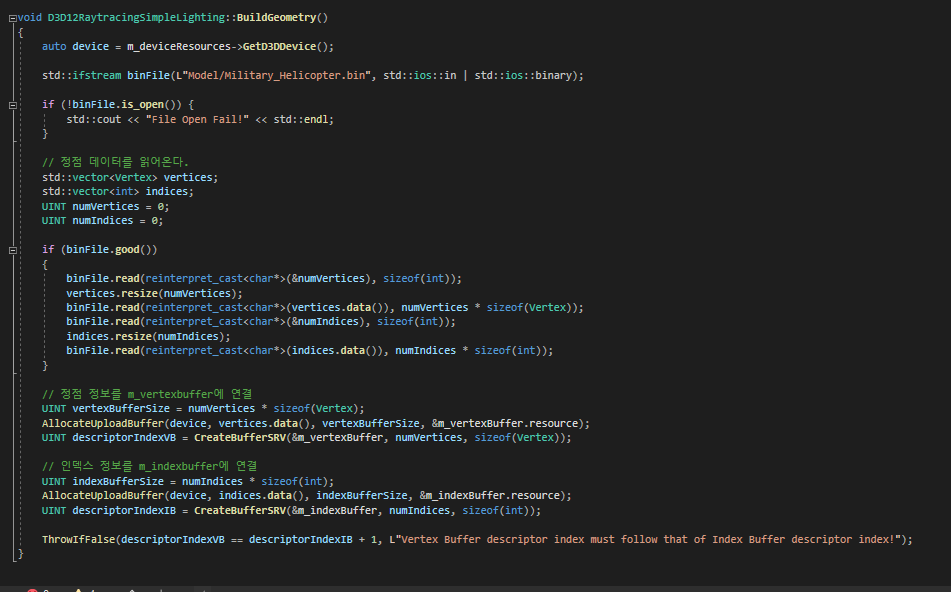 void D3D12RaytracingSimpleLighting::BuildGeometry()
{
auto device = m_deviceResources->GetD3DDevice();
std::ifstream binFile(L"Model/Military_Helicopter.bin", std::ios::in | std::ios::binary);
if (!binFile.is_open()) {
std::cout << "File Open Fail!" << std::endl;
}
// 정점 데이터를 읽어온다.
std::vector<Vertex> vertices;
std::vector<int> indices;
UINT numVertices = 0;
UINT numIndices = 0;
if (binFile.good())
{
binFile.read(reinterpret_cast<char*>(&numVertices), sizeof(int));
vertices.resize(numVertices);
binFile.read(reinterpret_cast<char*>(vertices.data()), numVertices * sizeof(Vertex));
binFile.read(reinterpret_cast<char*>(&numIndices), sizeof(int));
indices.resize(numIndices);
binFile.read(reinterpret_cast<char*>(indices.data()), numIndices * sizeof(int));
}
// 정점 정보를 m_vertexbuffer에 연결
UINT vertexBufferSize = numVertices * sizeof(Vertex);
AllocateUploadBuffer(device, vertices.data(), vertexBufferSize, &m_vertexBuffer.resource);
UINT descriptorIndexVB = CreateBufferSRV(&m_vertexBuffer, numVertices, sizeof(Vertex));
// 인덱스 정보를 m_indexbuffer에 연결
UINT indexBufferSize = numIndices * sizeof(int);
AllocateUploadBuffer(device, indices.data(), indexBufferSize, &m_indexBuffer.resource);
UINT descriptorIndexIB = CreateBufferSRV(&m_indexBuffer, numIndices, sizeof(int));
ThrowIfFalse(descriptorIndexVB == descriptorIndexIB + 1, L"Vertex Buffer descriptor index must follow that of Index Buffer descriptor index!");
}